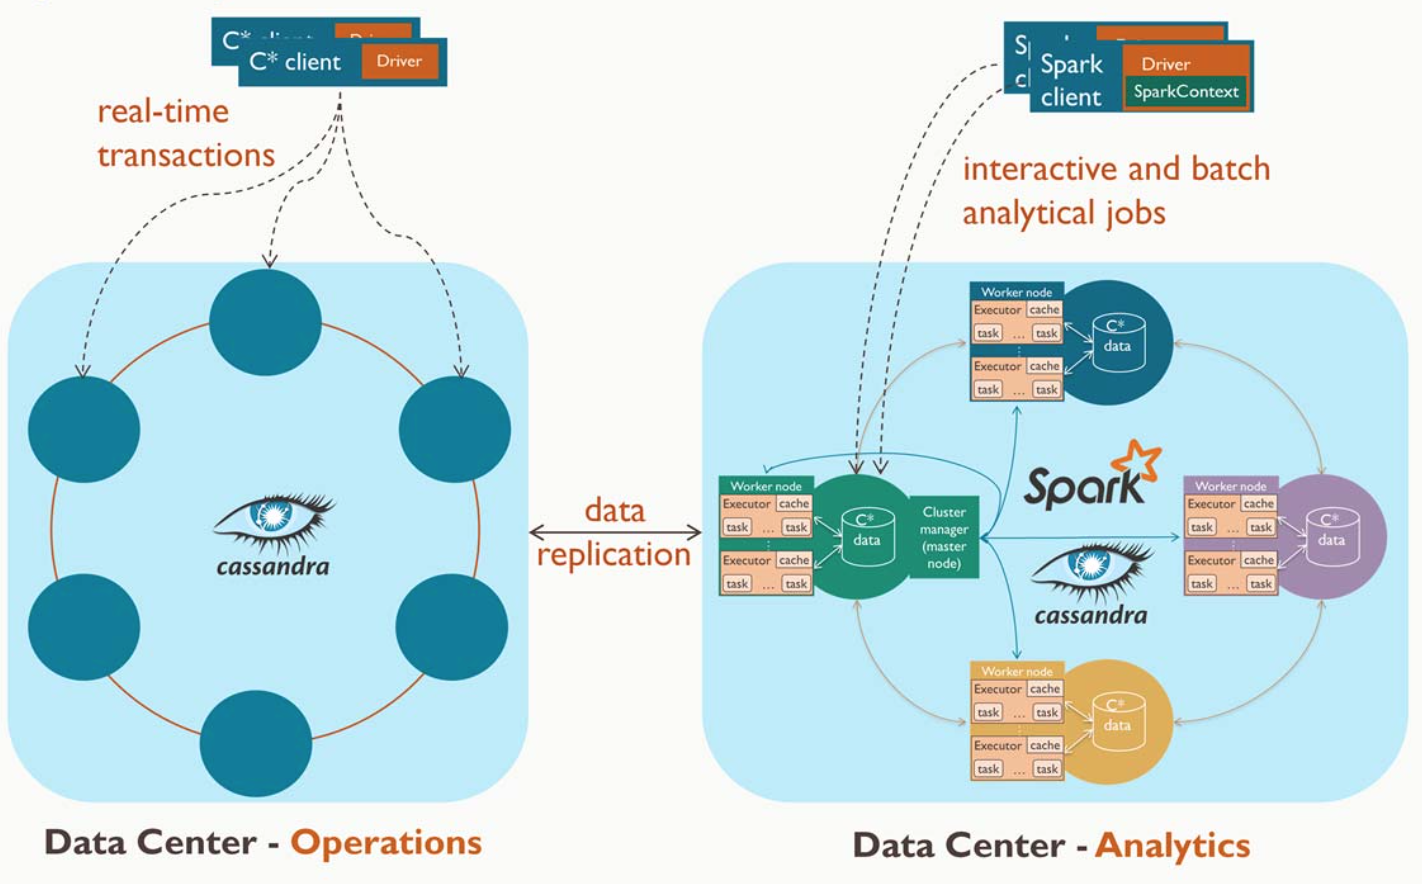 C* client
Driver
C* client
Driver
real-time
transactions
cassandra
Data Center - Operations
data
replication
Spark
client
Driver
SparkContext
interactive and batch
analytical jobs
Worker node
Executor cache
task ... task
Executor cache
task ... task
C*
data
Worker node
Executor cache
task ... task
Executor cache
task ... task
C*
data
Cluster
manager
(master
node)
Spark
cassandra
Worker node
Executor cache
task ... task
Executor cache
task ... task
C*
data
Worker node
Executor cache
task ... task
Executor cache
task ... task
C*
data
Data Center - Analytics